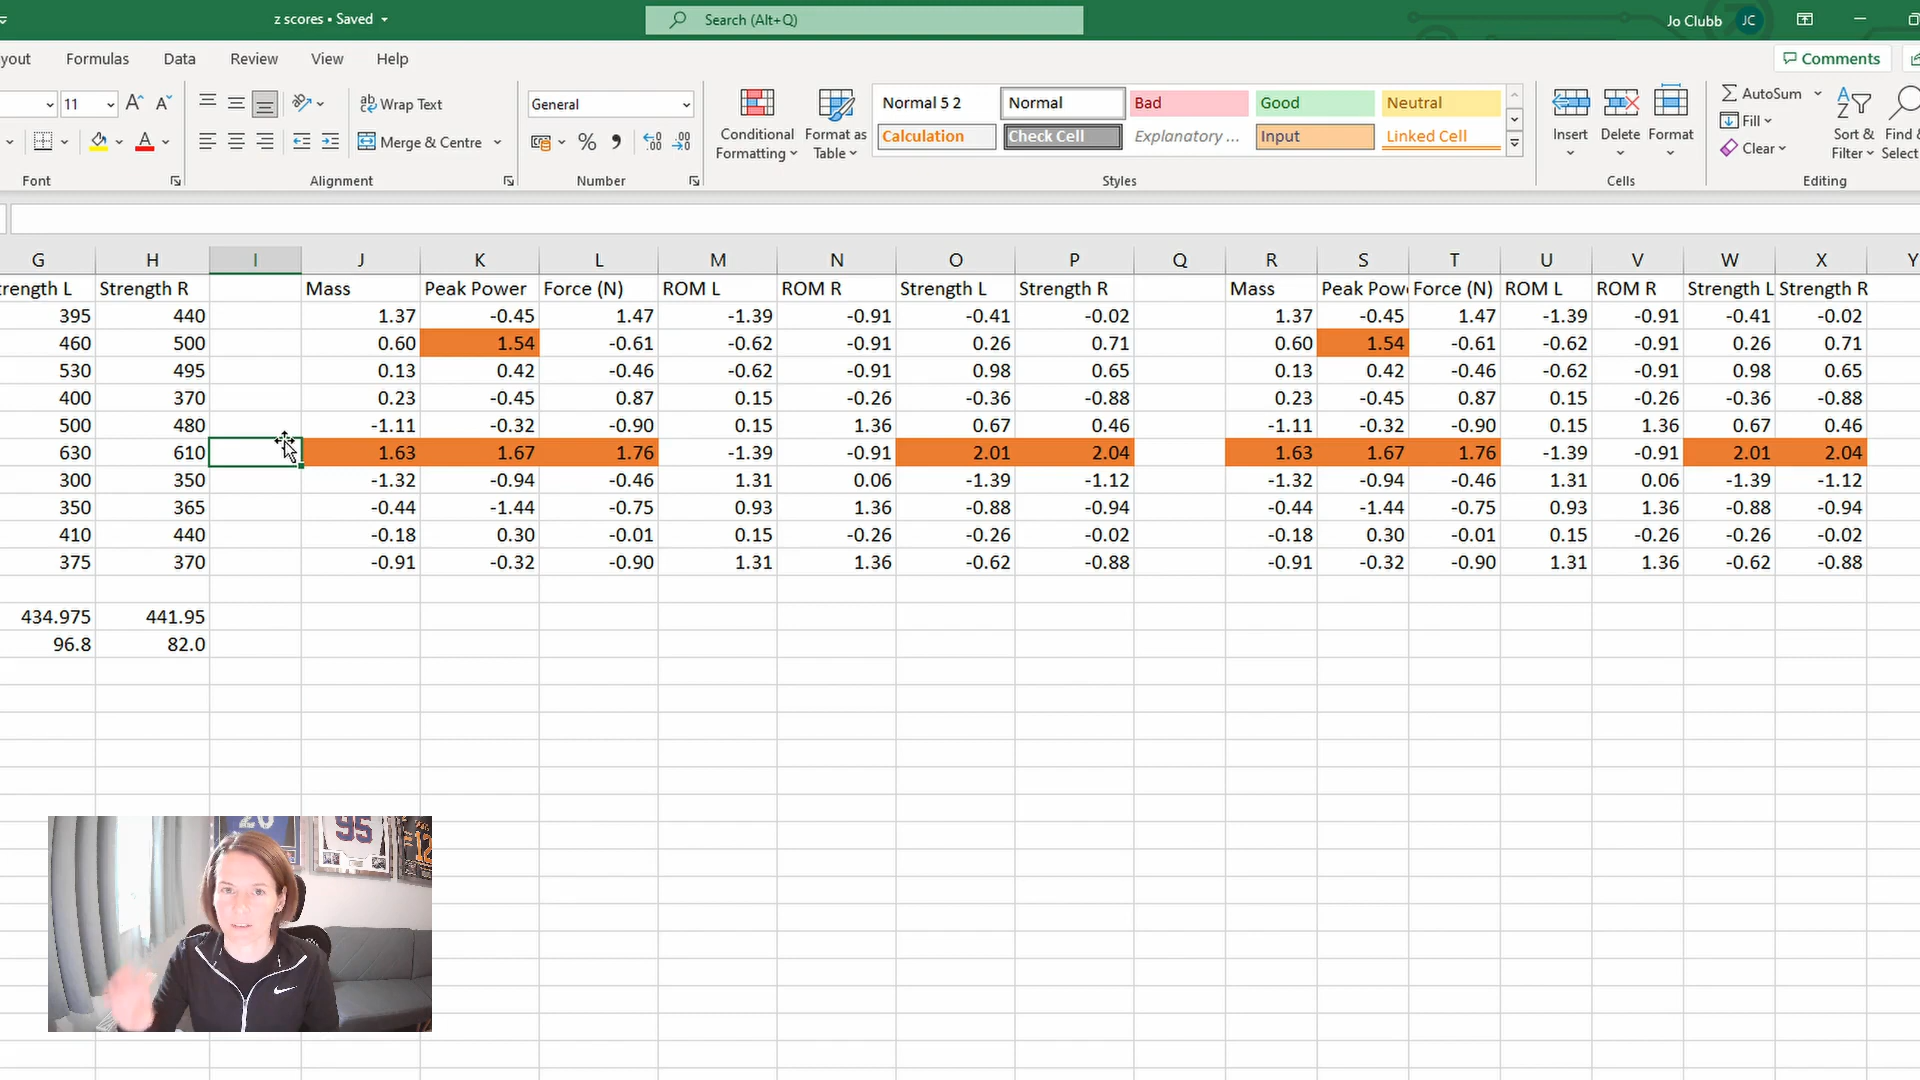 z scores • Saved
Search (Alt+Q)
Jo Clubb JC
yout Formulas Data Review View Help Comments
11 A A Wrap Text General Conditional Formatting Format as Table Normal 5 2 Normal Bad Good Neutral Insert Delete Format AutoSum Sort & Filter Find & Select
A Merge & Centre % Calculation Check Cell Explanatory ... Input Linked Cell Fill Clear
Font Alignment Number Styles Cells Editing
G H I J K L M N O P Q R S T U V W X Y
trength L Strength R Mass Peak Power Force (N) ROM L ROM R Strength L Strength R Mass Peak Pow Force (N) ROM L ROM R Strength L Strength R
395 440 1.37 -0.45 1.47 -1.39 -0.91 -0.41 -0.02 1.37 -0.45 1.47 -1.39 -0.91 -0.41 -0.02
460 500 0.60 1.54 -0.61 -0.62 -0.91 0.26 0.71 0.60 1.54 -0.61 -0.62 -0.91 0.26 0.71
530 495 0.13 0.42 -0.46 -0.62 -0.91 0.98 0.65 0.13 0.42 -0.46 -0.62 -0.91 0.98 0.65
400 370 0.23 -0.45 0.87 0.15 -0.26 -0.36 -0.88 0.23 -0.45 0.87 0.15 -0.26 -0.36 -0.88
500 480 -1.11 -0.32 -0.90 0.15 1.36 0.67 0.46 -1.11 -0.32 -0.90 0.15 1.36 0.67 0.46
630 610 1.63 1.67 1.76 -1.39 -0.91 2.01 2.04 1.63 1.67 1.76 -1.39 -0.91 2.01 2.04
300 350 -1.32 -0.94 -0.46 1.31 0.06 -1.39 -1.12 -1.32 -0.94 -0.46 1.31 0.06 -1.39 -1.12
350 365 -0.44 -1.44 -0.75 0.93 1.36 -0.88 -0.94 -0.44 -1.44 -0.75 0.93 1.36 -0.88 -0.94
410 440 -0.18 0.30 -0.01 0.15 -0.26 -0.26 -0.02 -0.18 0.30 -0.01 0.15 -0.26 -0.26 -0.02
375 370 -0.91 -0.32 -0.90 1.31 1.36 -0.62 -0.88 -0.91 -0.32 -0.90 1.31 1.36 -0.62 -0.88
434.975 441.95
96.8 82.0
20 95 12